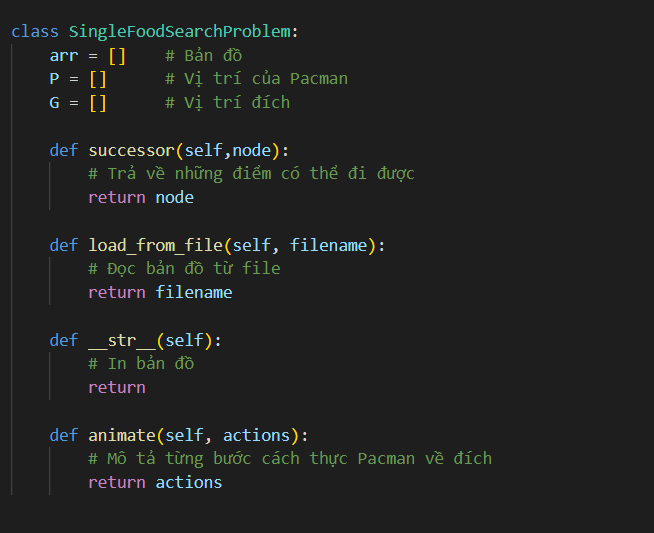 class SingleFoodSearchProblem:
    arr = []    # Bản đồ
    P = []      # Vị trí của Pacman
    G = []      # Vị trí đích
    def successor(self,node):
        # Trả về những điểm có thể đi được
        return node
    def load_from_file(self, filename):
        # Đọc bản đồ từ file
        return filename
    def __str__(self):
        # In bản đồ
        return
    def animate(self, actions):
        # Mô tả từng bước cách thực Pacman về đích
        return actions